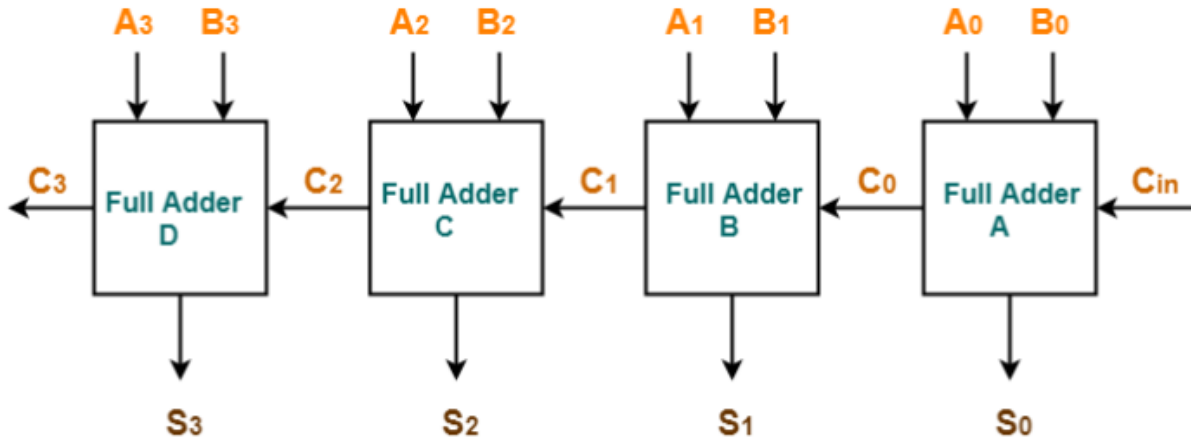 A3 B3 A2 B2 A1 B1 A0 B0
C3 Full Adder D C2 Full Adder C C1 Full Adder B C0 Full Adder A Cin
S3 S2 S1 S0